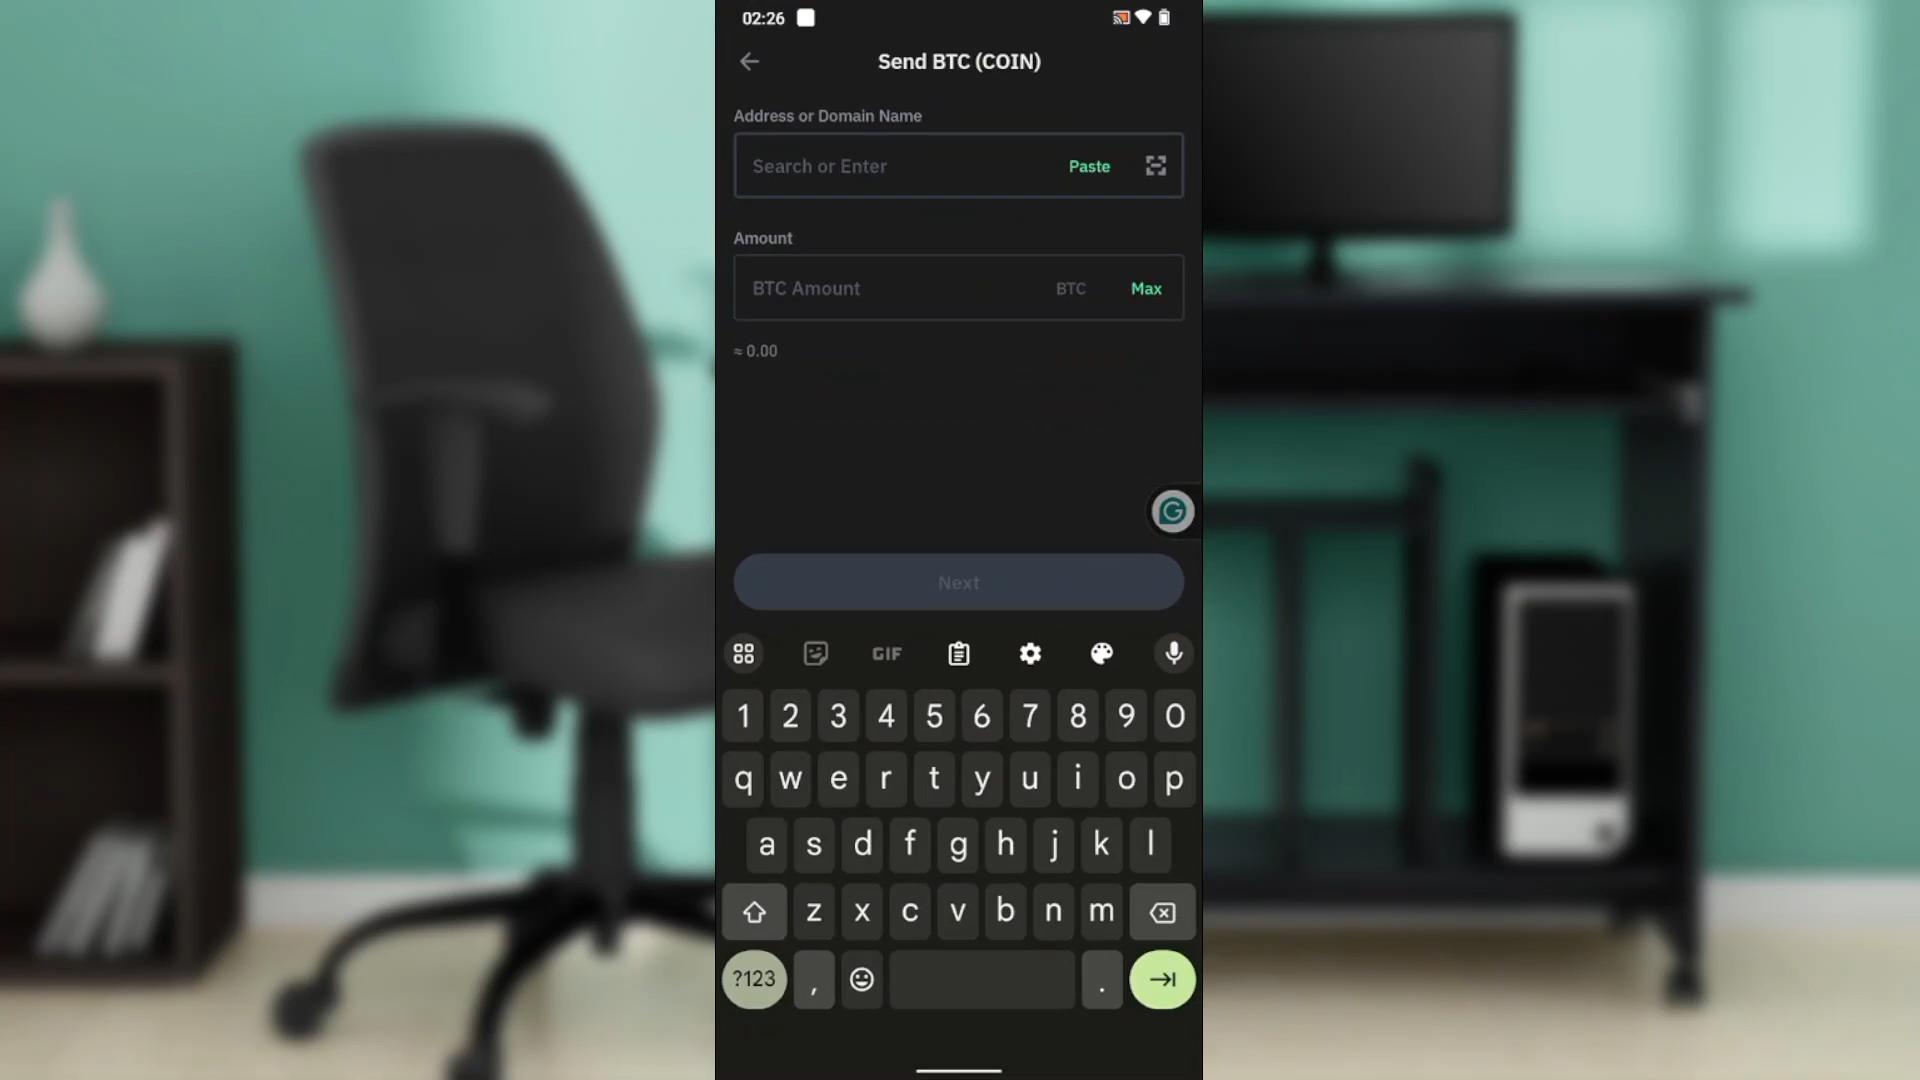 02:26
Send BTC (COIN)
Address or Domain Name
Search or Enter Paste
Amount
BTC Amount BTC Max
≈ 0.00
G
Next
GIF
1 2 3 4 5 6 7 8 9 0
q w e r t y u i o p
a s d f g h j k l
z x c v b n m
?123 , .